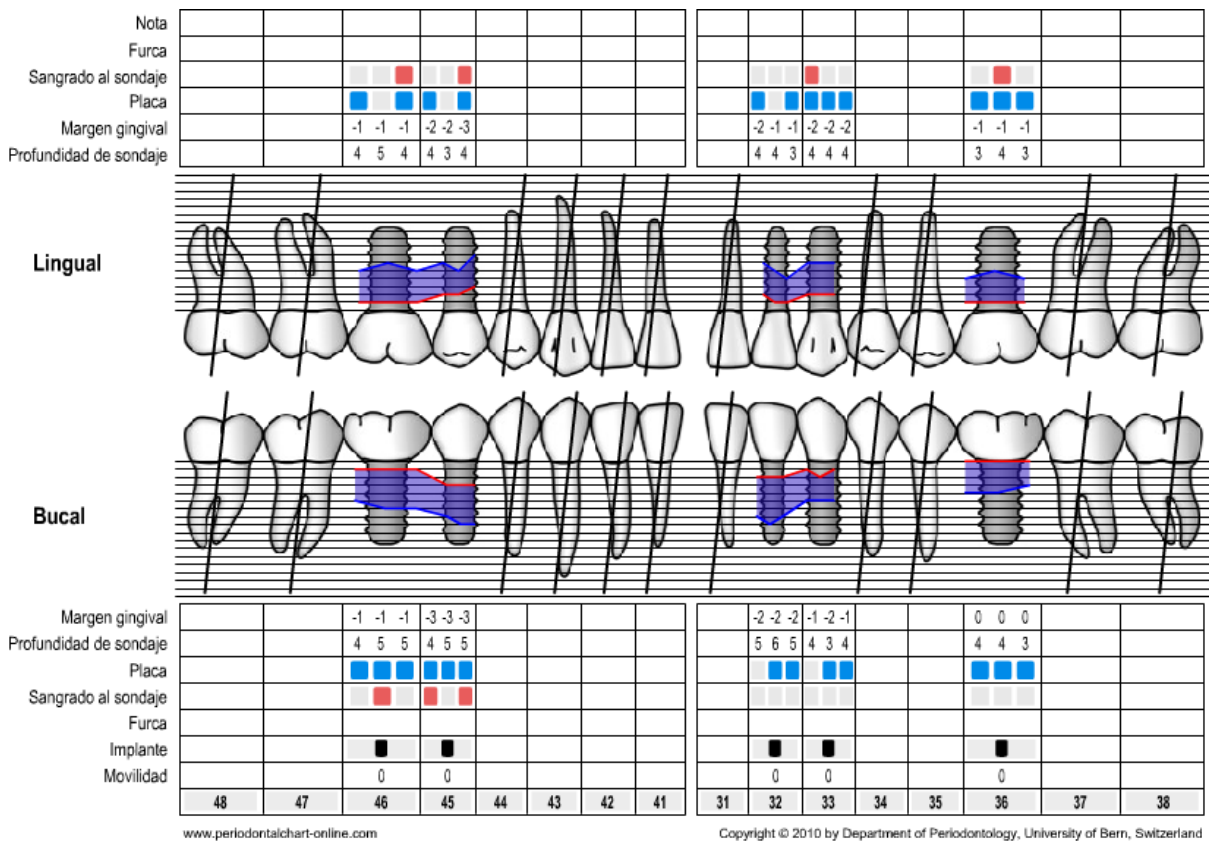 Nota
Furca
Sangrado al sondaje
Placa
Margen gingival -1 -1 -1 -2 -2 -3 -2 -1 -1 -2 -2 -2 -1 -1 -1
Profundidad de sondaje 4 5 4 4 3 4 4 4 3 4 4 4 3 4 3
Lingual
Bucal
Margen gingival -1 -1 -1 -3 -3 -3 -2 -2 -2 -1 -2 -1 0 0 0
Profundidad de sondaje 4 5 5 4 5 5 5 6 5 4 3 4 4 4 3
Placa
Sangrado al sondaje
Furca
Implante
Movilidad 0 0 0 0 0
48 47 46 45 44 43 42 41 31 32 33 34 35 36 37 38
www.periodontalchart-online.com Copyright © 2010 by Department of Periodontology, University of Bern, Switzerland